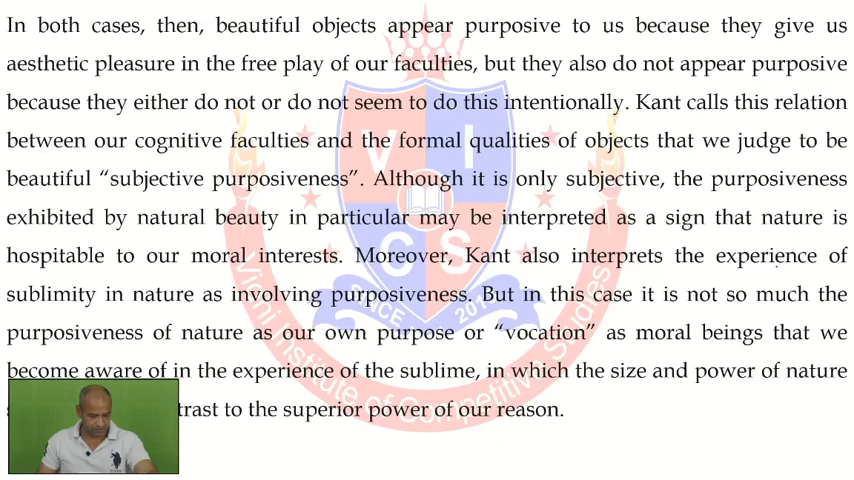 In both cases, then, beautiful objects appear purposive to us because they give us
aesthetic pleasure in the free play of our faculties, but they also do not appear purposive
because they either do not or do not seem to do this intentionally. Kant calls this relation
between our cognitive faculties and the formal qualities of objects that we judge to be
beautiful “subjective purposiveness”. Although it is only subjective, the purposiveness
exhibited by natural beauty in particular may be interpreted as a sign that nature is
hospitable to our moral interests. Moreover, Kant also interprets the experience of
sublimity in nature as involving purposiveness. But in this case it is not so much the
purposiveness of nature as our own purpose or “vocation” as moral beings that we
become aware of in the experience of the sublime, in which the size and power of nature
to the superior power of our reason.
V I
C S
SINCE
Institute of Competitive Studies